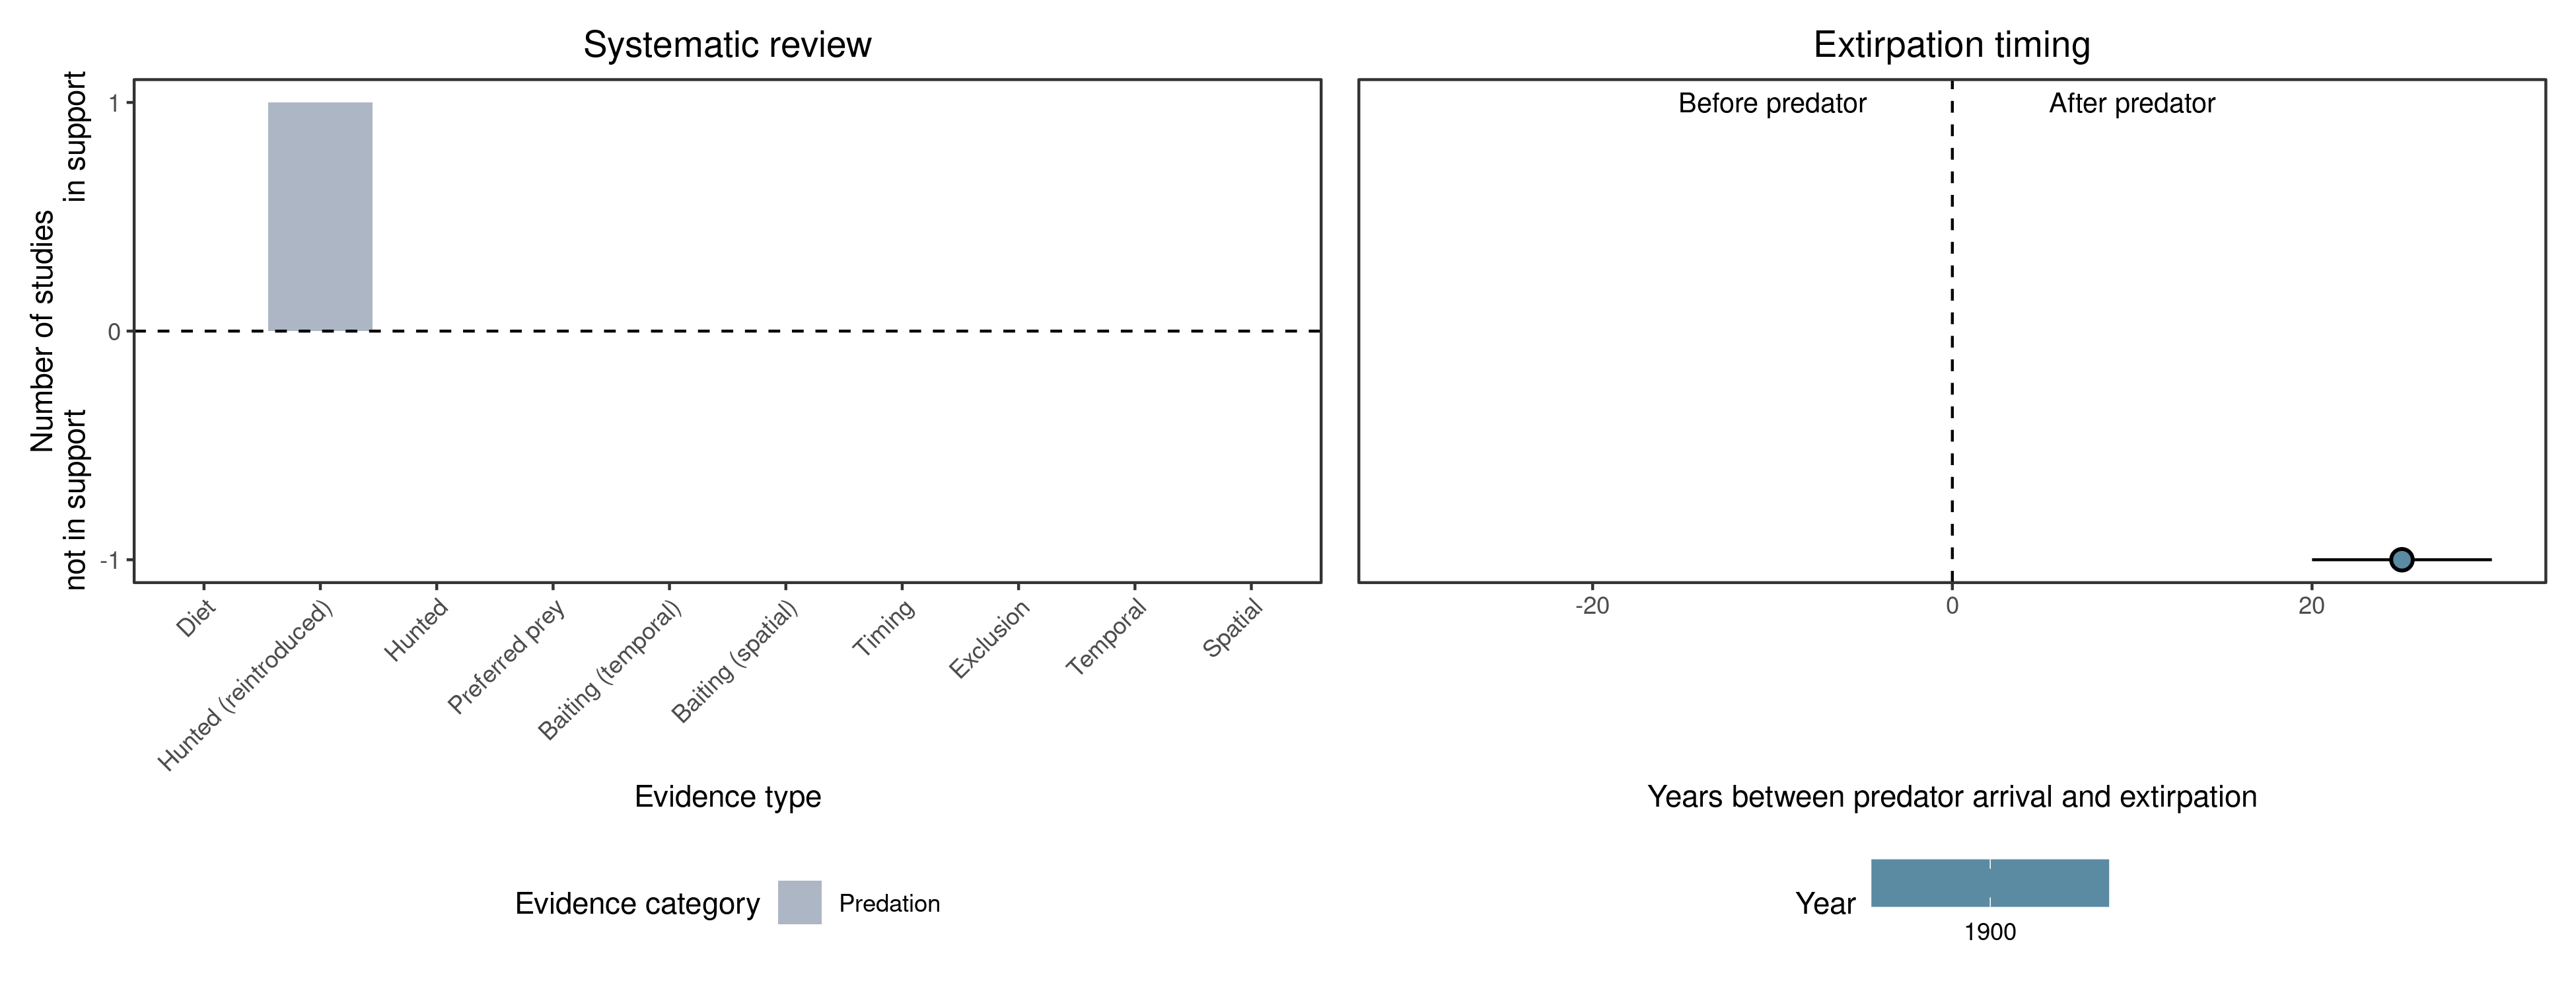 Systematic review
Number of studies
in support
not in support
1
0
-1
Diet
Hunted (reintroduced)
Hunted
Preferred prey
Baiting (temporal)
Baiting (spatial)
Timing
Exclusion
Temporal
Spatial
Evidence type
Evidence category
Predation
Extirpation timing
Before predator
After predator
-20
0
20
Years between predator arrival and extirpation
Year
1900